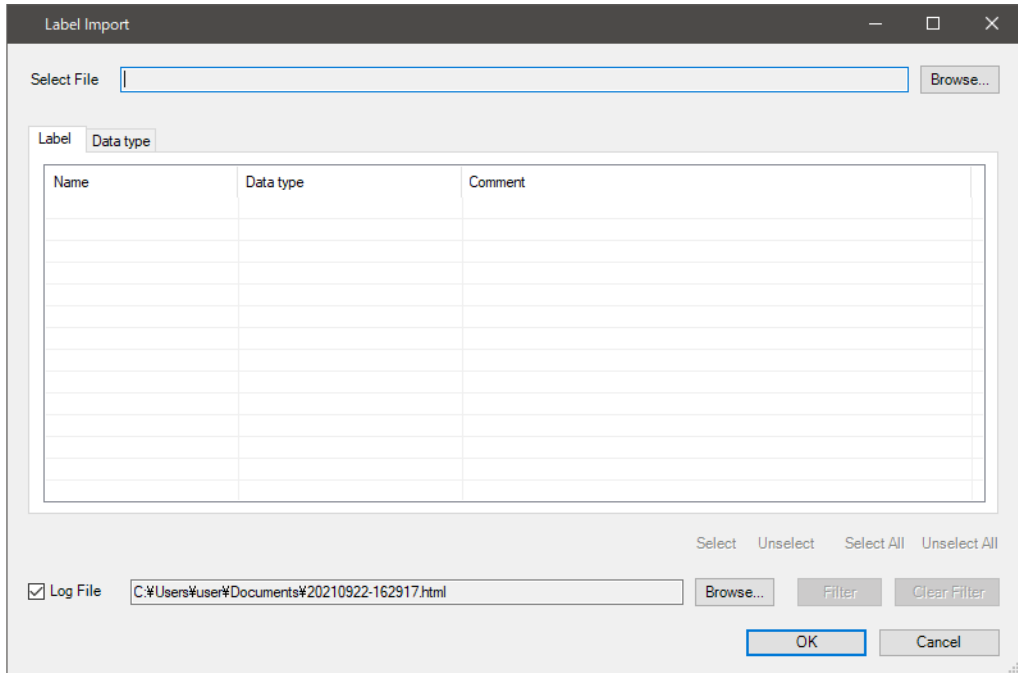 Label Import
Select File Browse...
Label Data type
Name Data type Comment
Select Unselect Select All Unselect All
Log File C:¥Users¥user¥Documents¥20210922-162917.html Browse... Filter Clear Filter
OK Cancel